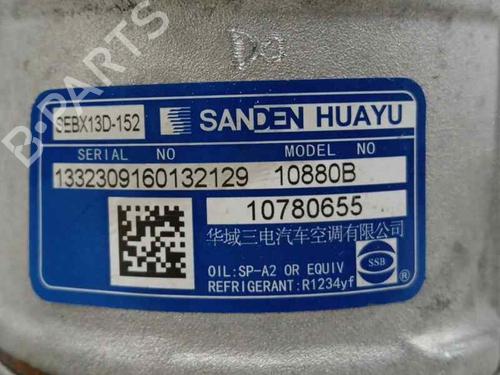 B-PARTS
SEBX13D-152 SANDEN HUAYU
SERIAL NO MODEL NO
1332309160132129 10880B
10780655
华域三电汽车空调有限公司
OIL:SP-A2 OR EQUIV
REFRIGERANT:R1234yf
SSB ®